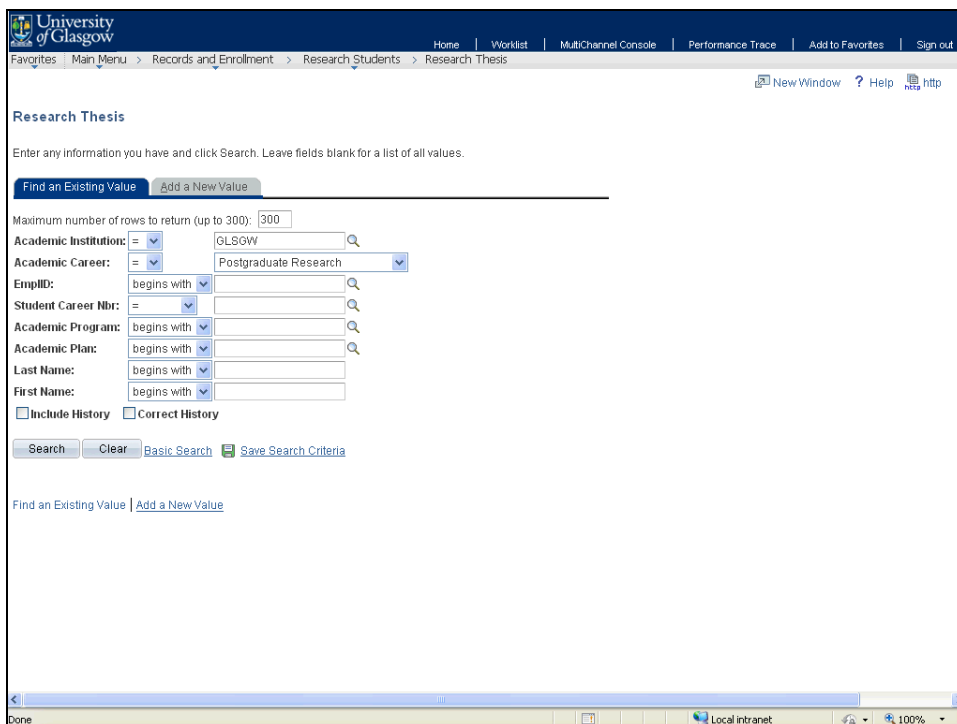 University
of Glasgow
Home | Worklist | MultiChannel Console | Performance Trace | Add to Favorites | Sign out
Favorites Main Menu > Records and Enrollment > Research Students > Research Thesis
New Window ? Help http http
Research Thesis
Enter any information you have and click Search. Leave fields blank for a list of all values.
Find an Existing Value Add a New Value
Maximum number of rows to return (up to 300): 300
Academic Institution: = GLSGW
Academic Career: = Postgraduate Research
EmplID: begins with
Student Career Nbr: =
Academic Program: begins with
Academic Plan: begins with
Last Name: begins with
First Name: begins with
Include History Correct History
Search Clear Basic Search Save Search Criteria
Find an Existing Value | Add a New Value
Done Local intranet 100%